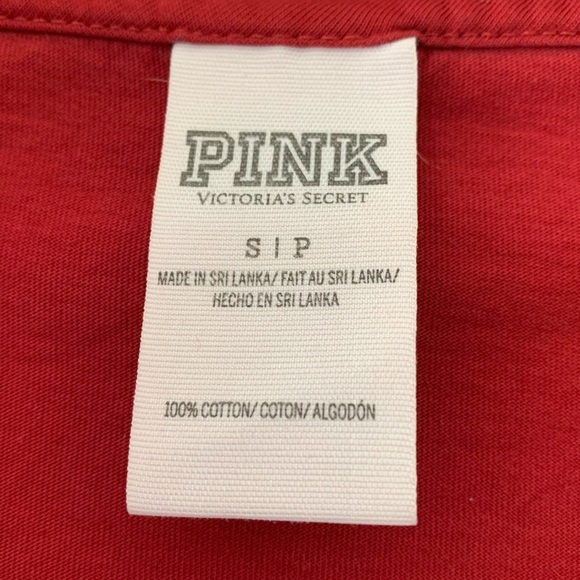 PINK
VICTORIA'S SECRET
S | P
MADE IN SRI LANKA/ FAIT AU SRI LANKA/
HECHO EN SRI LANKA
100% COTTON/ COTON/ ALGODÓN